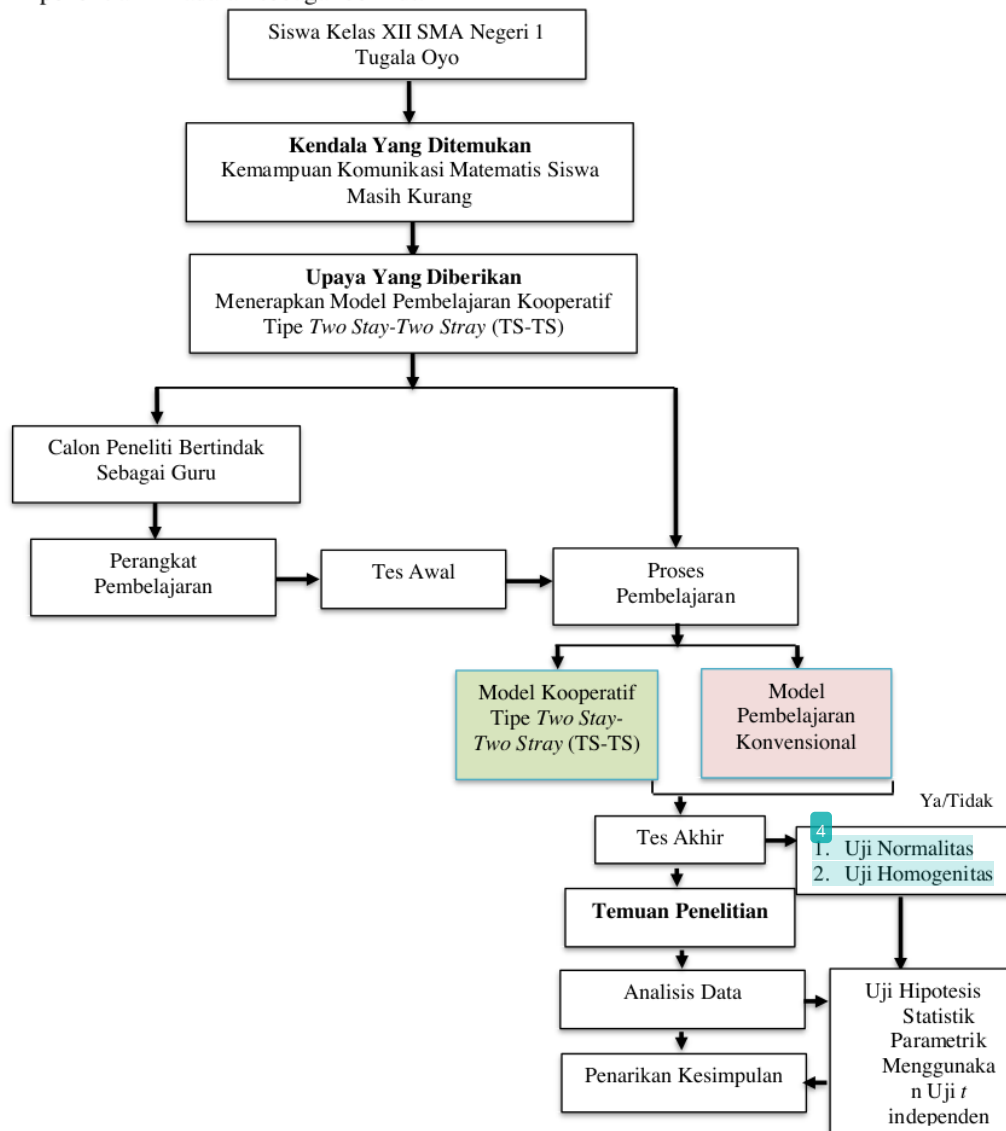 Siswa Kelas XII SMA Negeri 1
Tugala Oyo
Kendala Yang Ditemukan
Kemampuan Komunikasi Matematis Siswa
Masih Kurang
Upaya Yang Diberikan
Menerapkan Model Pembelajaran Kooperatif
Tipe Two Stay-Two Stray (TS-TS)
Calon Peneliti Bertindak
Sebagai Guru
Perangkat
Pembelajaran
Tes Awal
Proses
Pembelajaran
Model Kooperatif
Tipe Two Stay-
Two Stray (TS-TS)
Model
Pembelajaran
Konvensional
Ya/Tidak
Tes Akhir
4
1. Uji Normalitas
2. Uji Homogenitas
Temuan Penelitian
Analisis Data
Uji Hipotesis
Statistik
Parametrik
Menggunaka
n Uji t
independen
Penarikan Kesimpulan